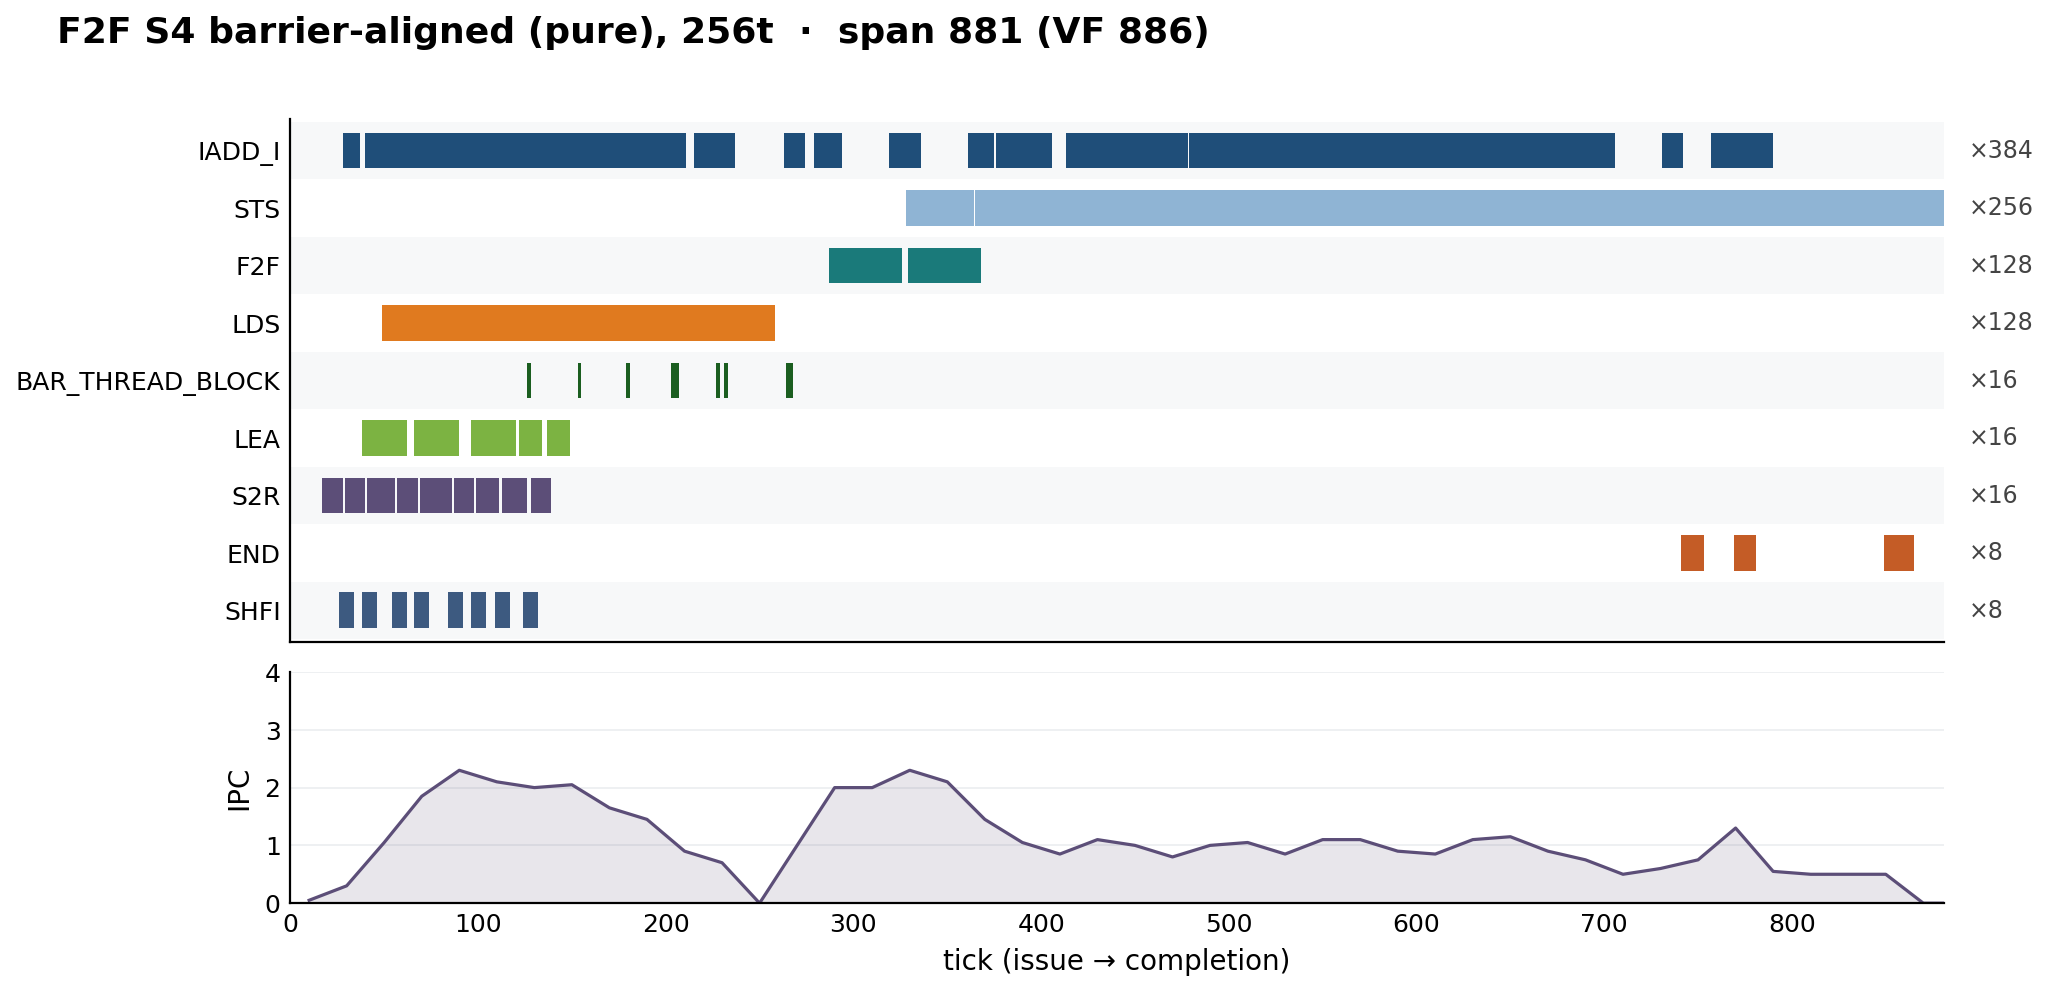 F2F S4 barrier-aligned (pure), 256t · span 881 (VF 886)
IADD_I ×384
STS ×256
F2F ×128
LDS ×128
BAR_THREAD_BLOCK ×16
LEA ×16
S2R ×16
END ×8
SHFI ×8
4
3
2
1
0
IPC
0 100 200 300 400 500 600 700 800
tick (issue → completion)